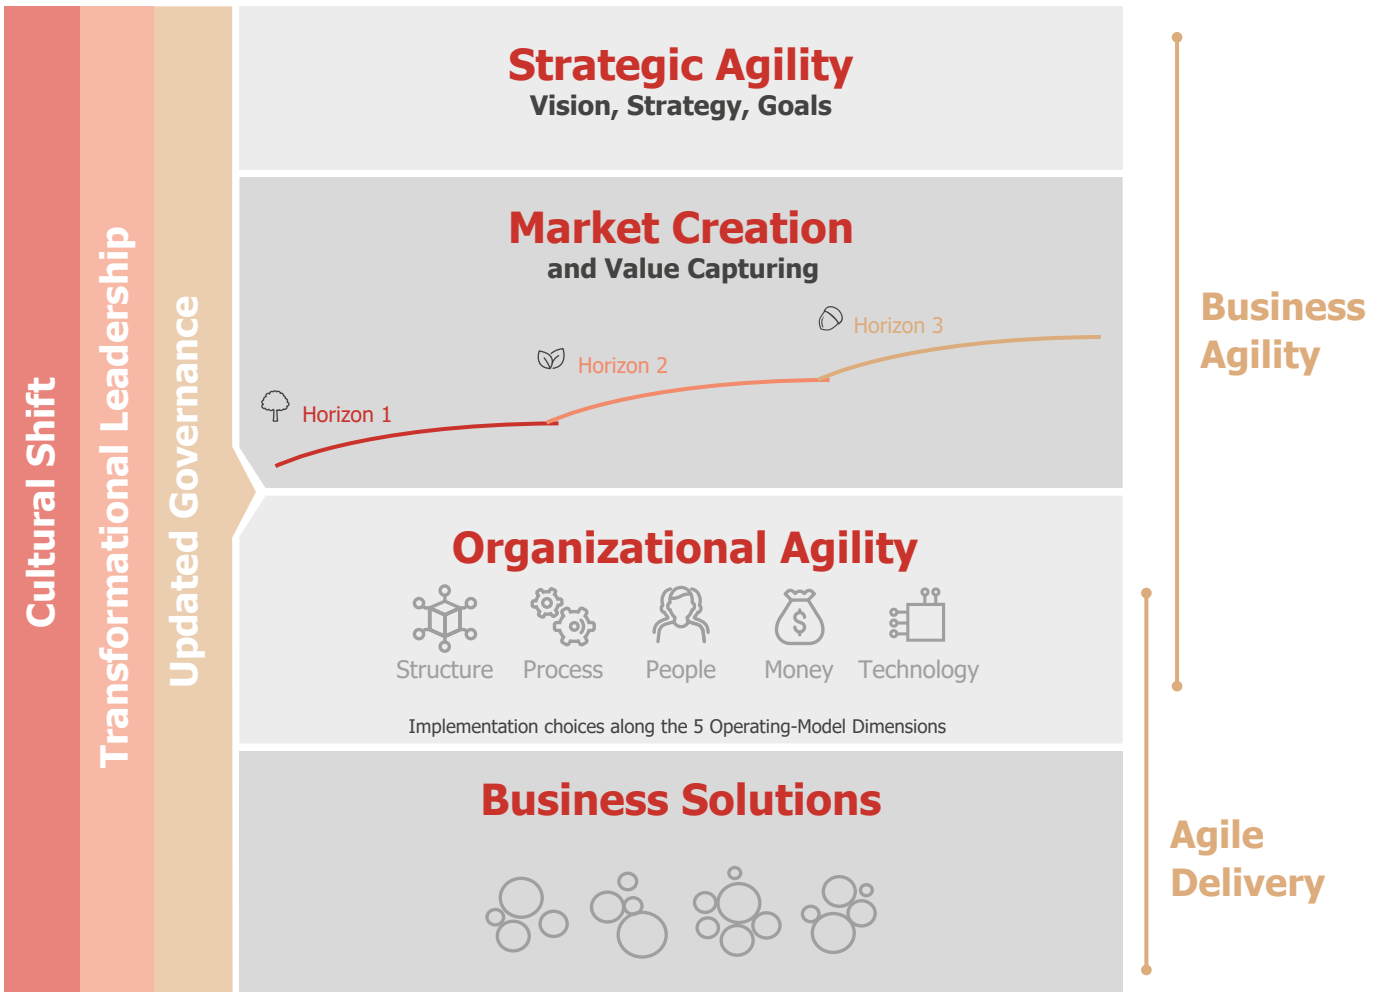 Cultural Shift
Transformational Leadership
Updated Governance
Strategic Agility
Vision, Strategy, Goals
Market Creation
and Value Capturing
Horizon 1
Horizon 2
Horizon 3
Organizational Agility
$
Structure
Process
People
Money
Technology
Implementation choices along the 5 Operating-Model Dimensions
Business Solutions
Business
Agility
Agile
Delivery